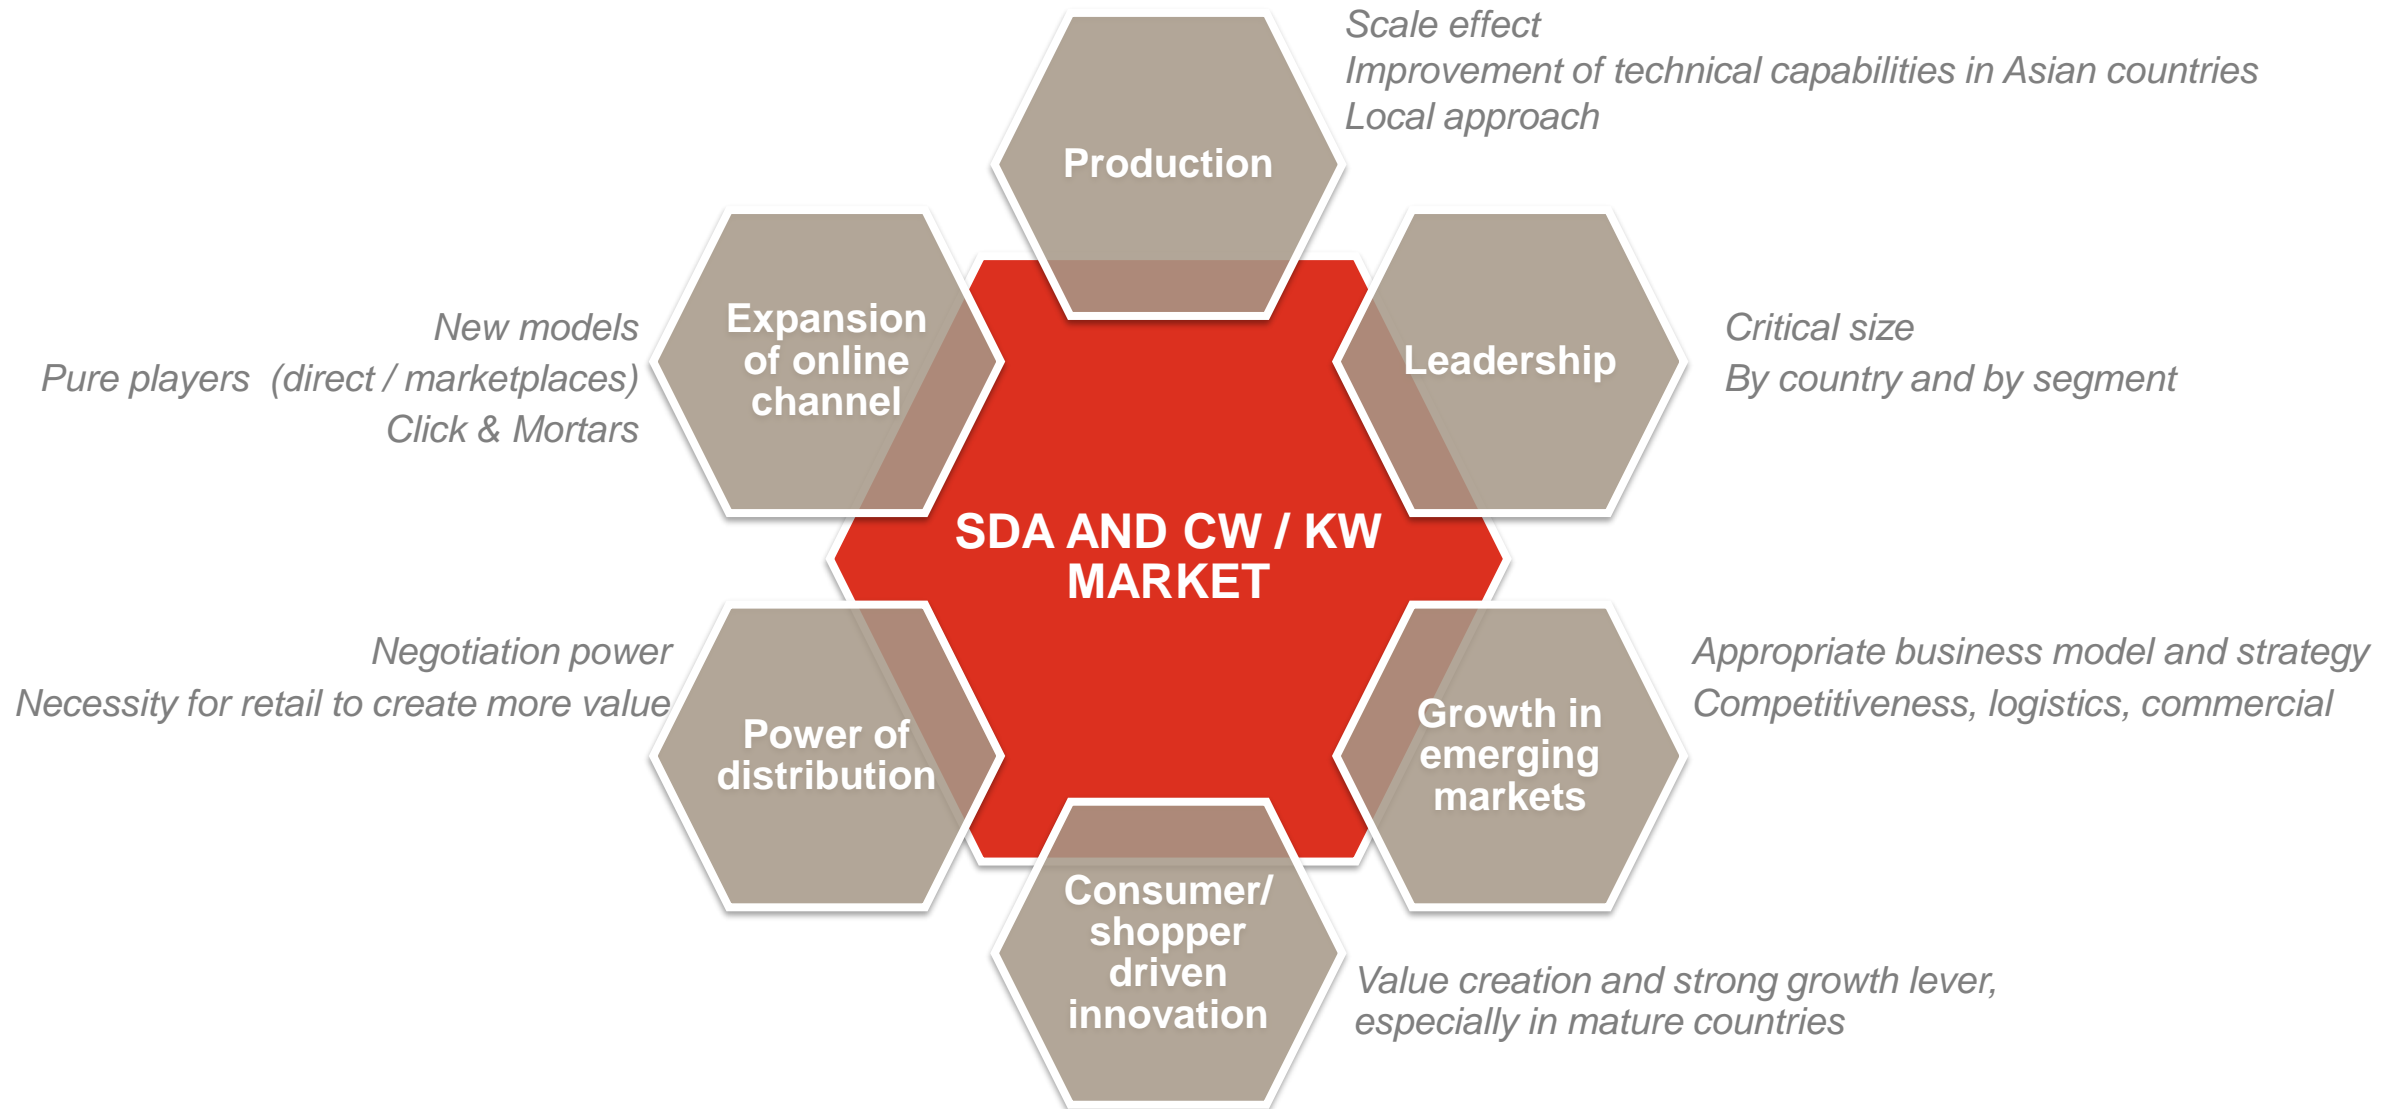 Scale effect
Improvement of technical capabilities in Asian countries
Local approach
Production
Expansion
of online
channel
New models
Pure players (direct / marketplaces)
Click & Mortars
Leadership
Critical size
By country and by segment
SDA AND CW / KW
MARKET
Negotiation power
Necessity for retail to create more value
Power of
distribution
Growth in
emerging
markets
Appropriate business model and strategy
Competitiveness, logistics, commercial
Consumer/
shopper
driven
innovation
Value creation and strong growth lever,
especially in mature countries